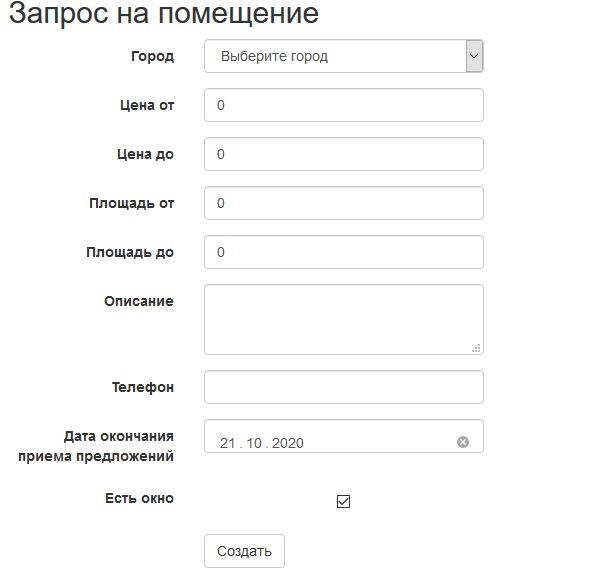 Запрос на помещение
Город Выберите город
Цена от 0
Цена до 0
Площадь от 0
Площадь до 0
Описание
Телефон
Дата окончания
приема предложений 21 . 10 . 2020
Есть окно
Создать